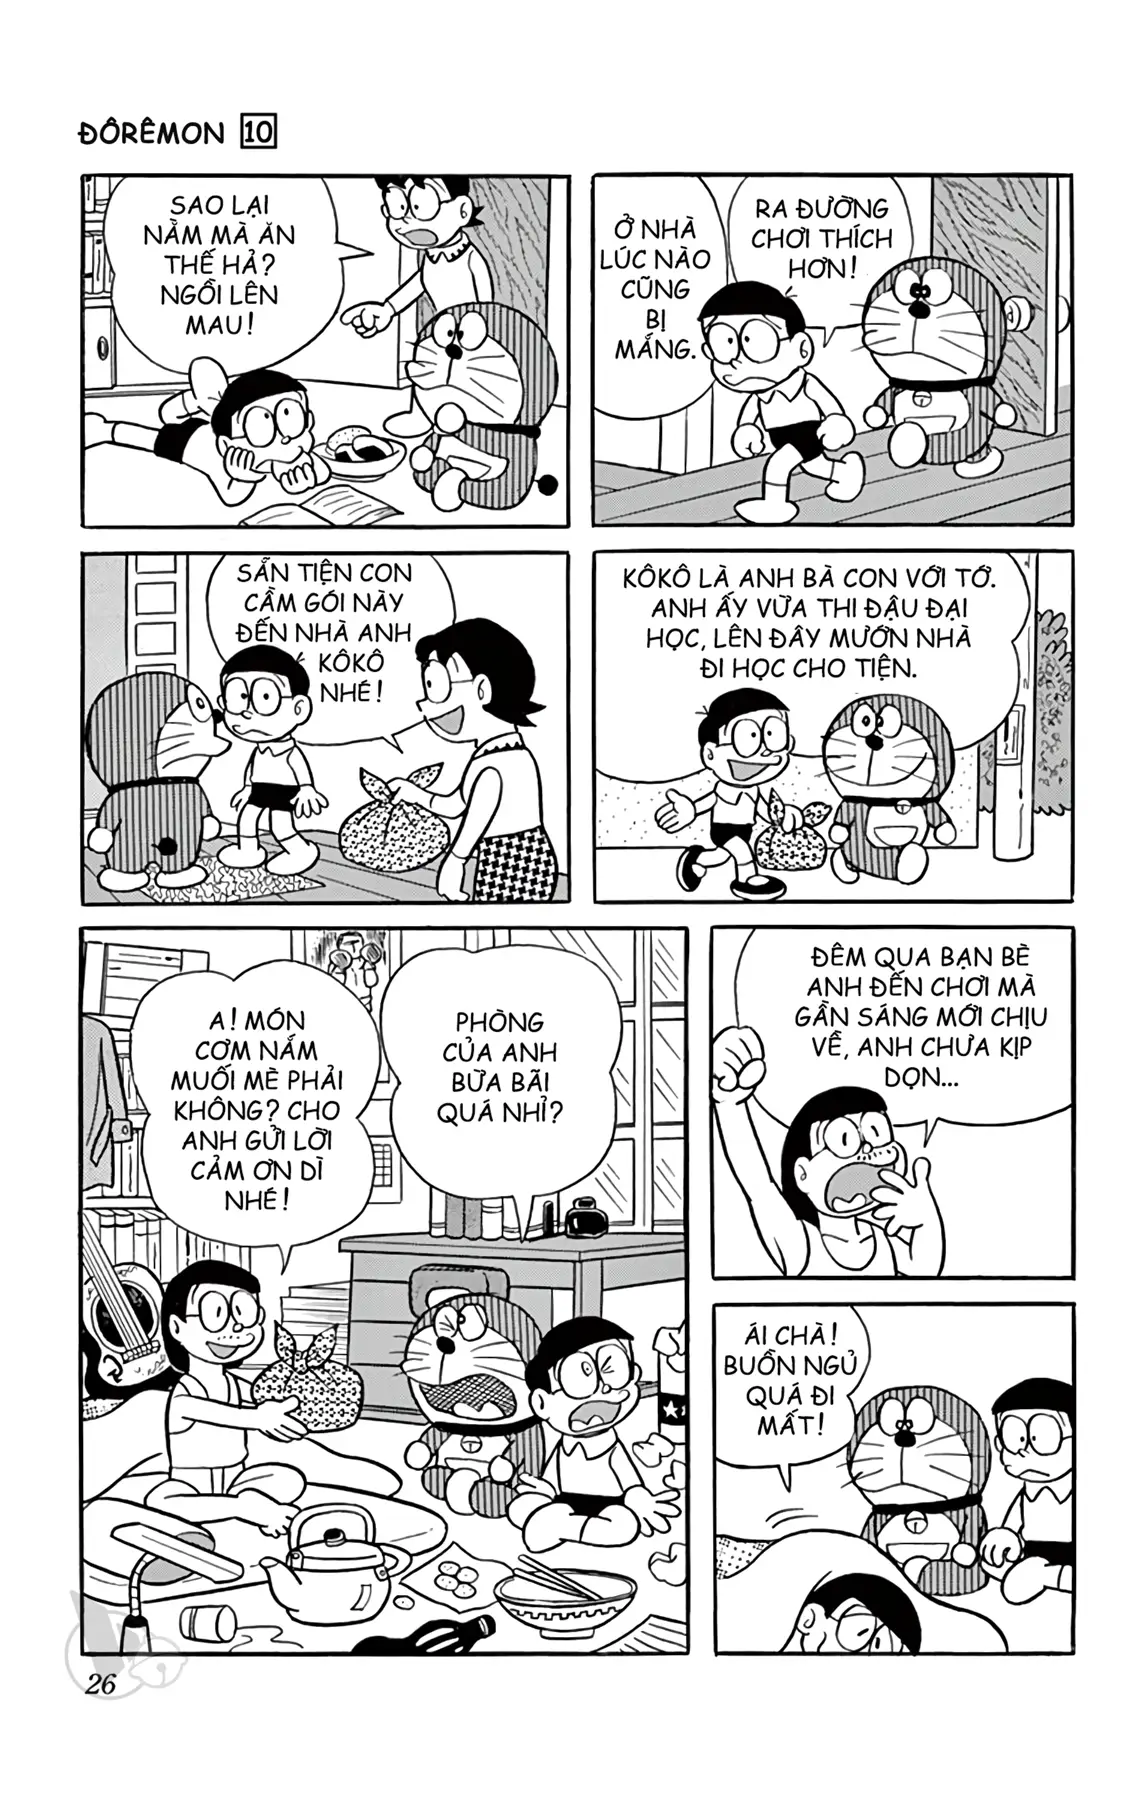 ĐÔRÊMON 10
SAO LẠI
NẰM MÀ ĂN
THẾ HẢ?
NGỒI LÊN
MAU!
Ở NHÀ
LÚC NÀO
CŨNG
BỊ
MẮNG.
RA ĐƯỜNG
CHƠI THÍCH
HƠN!
SẴN TIỆN CON
CẦM GÓI NÀY
ĐẾN NHÀ ANH
KÔKÔ
NHÉ!
KÔKÔ LÀ ANH BÀ CON VỚI TỚ.
ANH ẤY VỪA THI ĐẬU ĐẠI
HỌC, LÊN ĐÂY MƯỚN NHÀ
ĐI HỌC CHO TIỆN.
A! MÓN
CƠM NẮM
MUỐI MÈ PHẢI
KHÔNG? CHO
ANH GỬI LỜI
CẢM ƠN DÌ
NHÉ!
PHÒNG
CỦA ANH
BỪA BÃI
QUÁ NHỈ?
ĐÊM QUA BẠN BÈ
ANH ĐẾN CHƠI MÀ
GẦN SÁNG MỚI CHỊU
VỀ, ANH CHƯA KỊP
DỌN...
ÁI CHÀ!
BUỒN NGỦ
QUÁ ĐI
MẤT!
26